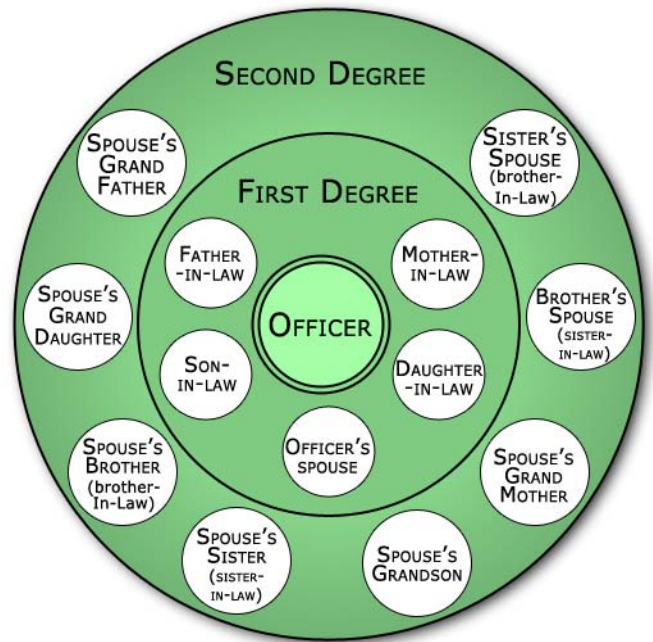 SECOND DEGREE
SPOUSE'S
GRAND
FATHER
SISTER'S
SPOUSE
(brother-
In-Law)
FIRST DEGREE
FATHER
-IN-LAW
MOTHER-
IN-LAW
SPOUSE'S
GRAND
DAUGHTER
OFFICER
BROTHER'S
SPOUSE
(SISTER-
IN-LAW)
SON-
IN-LAW
DAUGHTER
-IN-LAW
SPOUSE'S
BROTHER
(brother-
In-Law)
OFFICER'S
SPOUSE
SPOUSE'S
GRAND
MOTHER
SPOUSE'S
SISTER
(SISTER-
IN-LAW)
SPOUSE'S
GRANDSON